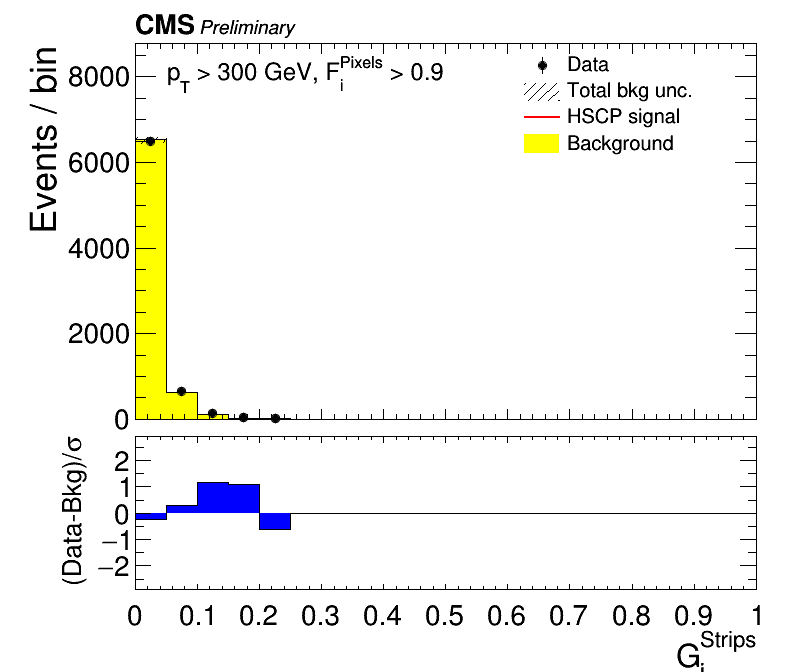 CMS Preliminary
Events / bin
8000
6000
4000
2000
0
p_T > 300 GeV, F_i^Pixels > 0.9
Data
Total bkg unc.
HSCP signal
Background
(Data-Bkg)/σ
2
1
0
−1
−2
0 0.1 0.2 0.3 0.4 0.5 0.6 0.7 0.8 0.9 1
G_i^Strips